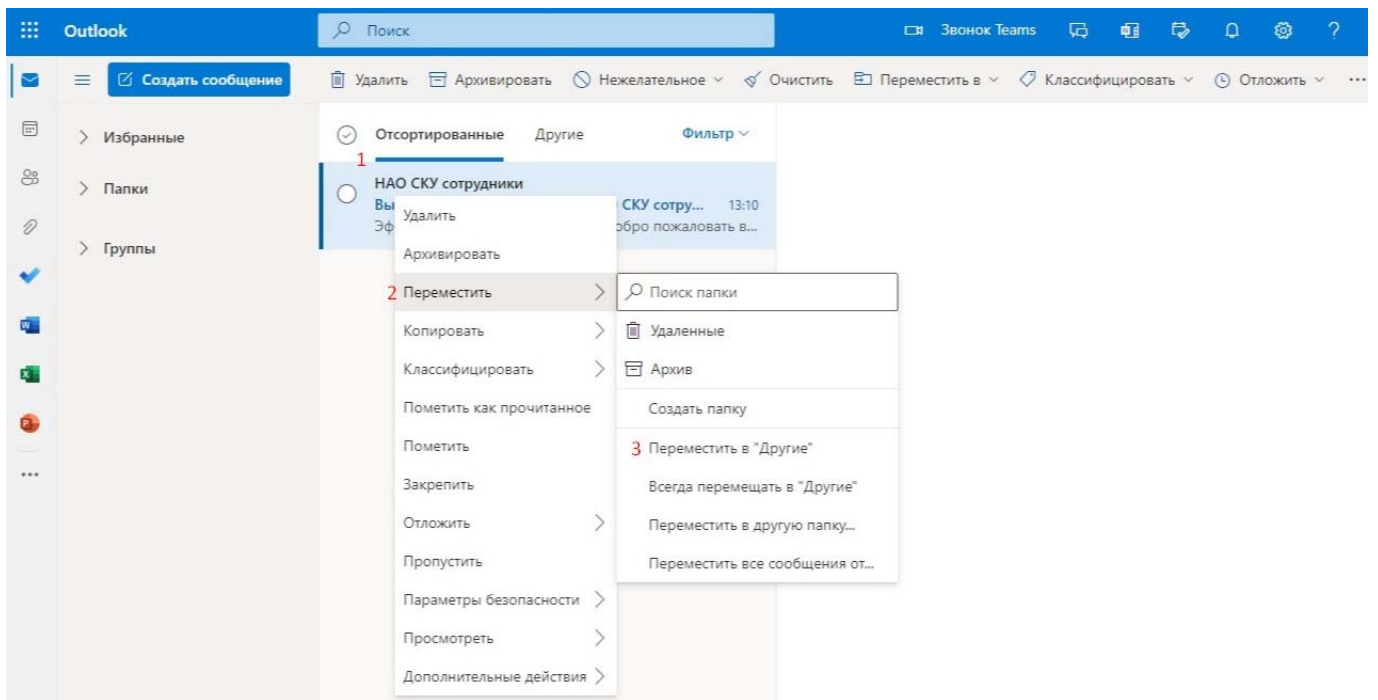 Outlook
Поиск
Звонок Teams
Создать сообщение
Удалить
Архивировать
Нежелательное
Очистить
Переместить в
Классифицировать
Отложить
Избранные
Папки
Группы
Отсортированные
Другие
Фильтр
1
НАО СКУ сотрудники
Вы
СКУ сотру...
13:10
Эф
обро пожаловать в...
Удалить
Архивировать
2 Переместить
Копировать
Классифицировать
Пометить как прочитанное
Пометить
Закрепить
Отложить
Пропустить
Параметры безопасности
Просмотреть
Дополнительные действия
Поиск папки
Удаленные
Архив
Создать папку
3 Переместить в "Другие"
Всегда перемещать в "Другие"
Переместить в другую папку...
Переместить все сообщения от...